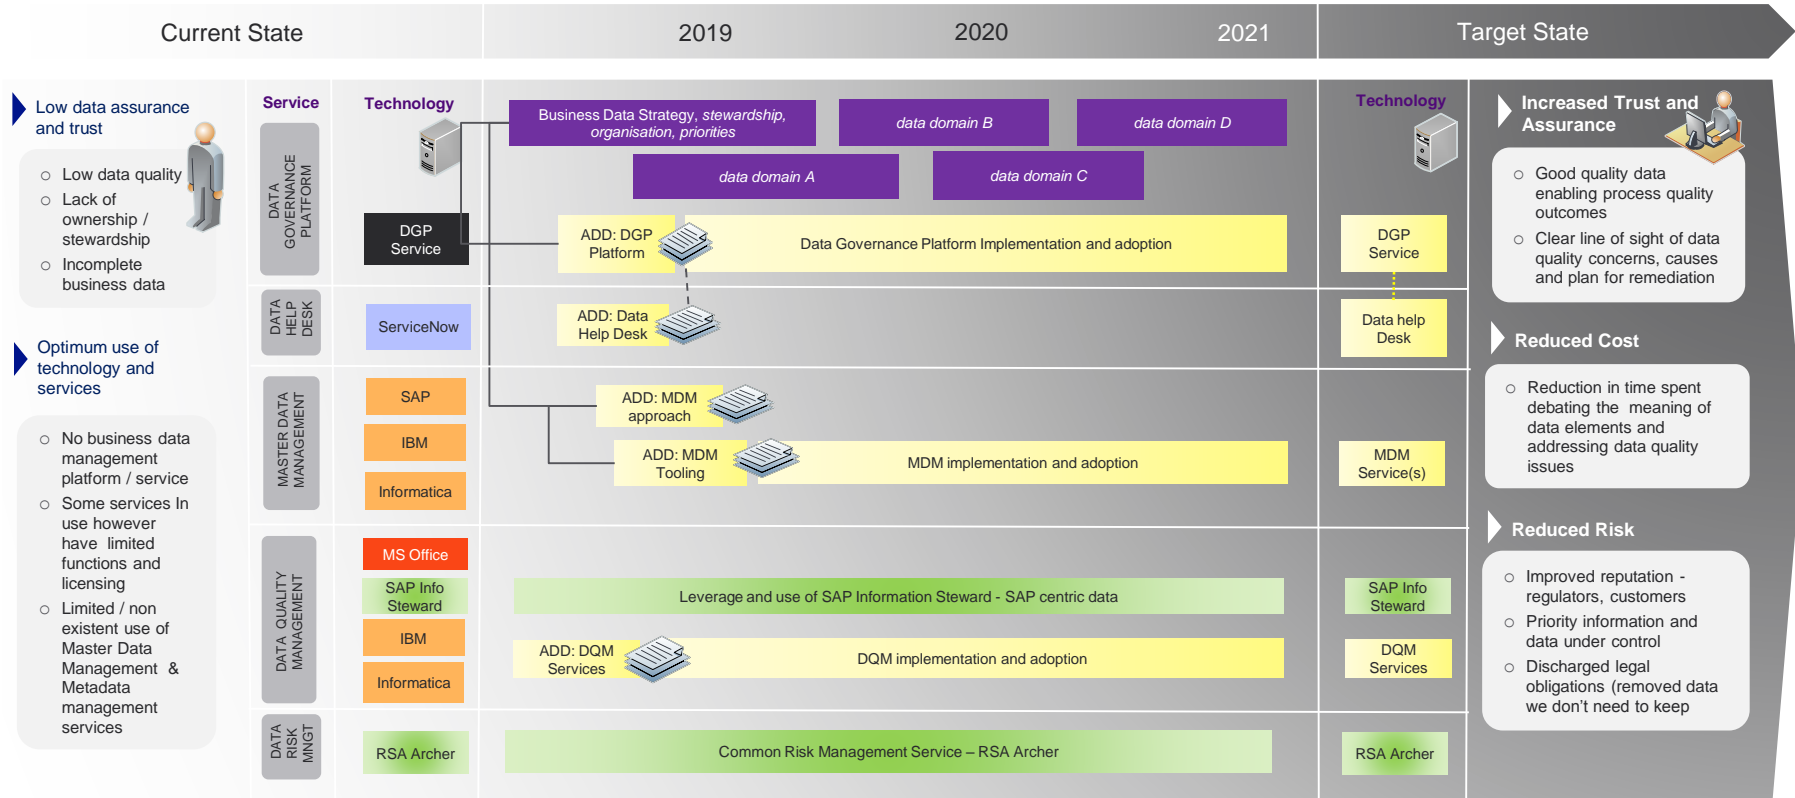 Current State
2019
2020
2021
Target State
Low data assurance
and trust
○ Low data quality
○ Lack of
ownership /
stewardship
○ Incomplete
business data
Optimum use of
technology and
services
○ No business data
management
platform / service
○ Some services In
use however
have limited
functions and
licensing
○ Limited / non
existent use of
Master Data
Management &
Metadata
management
services
Service
Technology
Technology
DATA
GOVERNANCE
PLATFORM
DGP
Service
Business Data Strategy, stewardship,
organisation, priorities
data domain B
data domain D
data domain A
data domain C
ADD: DGP
Platform
Data Governance Platform Implementation and adoption
DGP
Service
DATA
HELP
DESK
ServiceNow
ADD: Data
Help Desk
Data help
Desk
MASTER DATA
MANAGEMENT
SAP
IBM
Informatica
ADD: MDM
approach
ADD: MDM
Tooling
MDM implementation and adoption
MDM
Service(s)
DATA QUALITY
MANAGEMENT
MS Office
SAP Info
Steward
IBM
Informatica
Leverage and use of SAP Information Steward - SAP centric data
SAP Info
Steward
ADD: DQM
Services
DQM implementation and adoption
DQM
Services
DATA
RISK
MNGT
RSA Archer
Common Risk Management Service – RSA Archer
RSA Archer
Increased Trust and
Assurance
○ Good quality data
enabling process quality
outcomes
○ Clear line of sight of data
quality concerns, causes
and plan for remediation
Reduced Cost
○ Reduction in time spent
debating the meaning of
data elements and
addressing data quality
issues
Reduced Risk
○ Improved reputation -
regulators, customers
○ Priority information and
data under control
○ Discharged legal
obligations (removed data
we don't need to keep